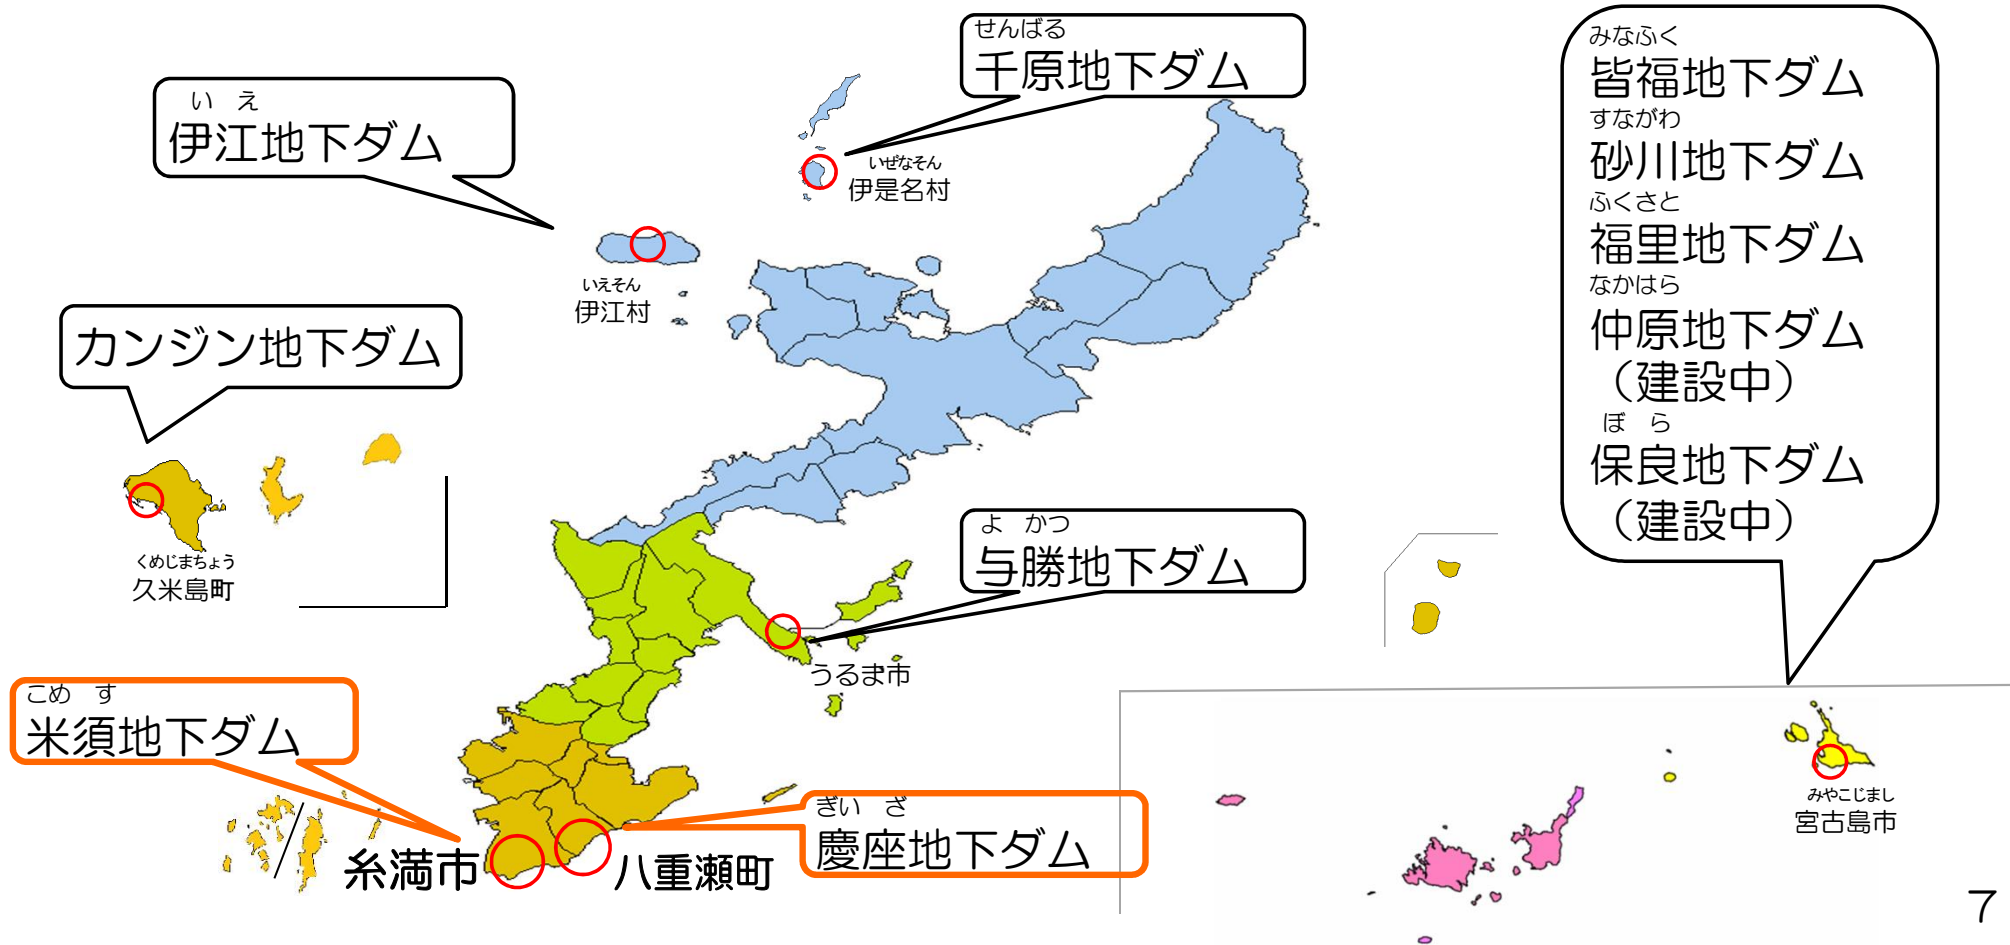 せんばる
千原地下ダム
い え
伊江地下ダム
いぜなそん
伊是名村
いえそん
伊江村
カンジン地下ダム
くめじまちょう
久米島町
よ かつ
与勝地下ダム
うるま市
こめ す
米須地下ダム
糸満市
八重瀬町
ぎい ざ
慶座地下ダム
みなふく
皆福地下ダム
すながわ
砂川地下ダム
ふくさと
福里地下ダム
なかはら
仲原地下ダム
（建設中）
ぼ ら
保良地下ダム
（建設中）
みやこじまし
宮古島市
7